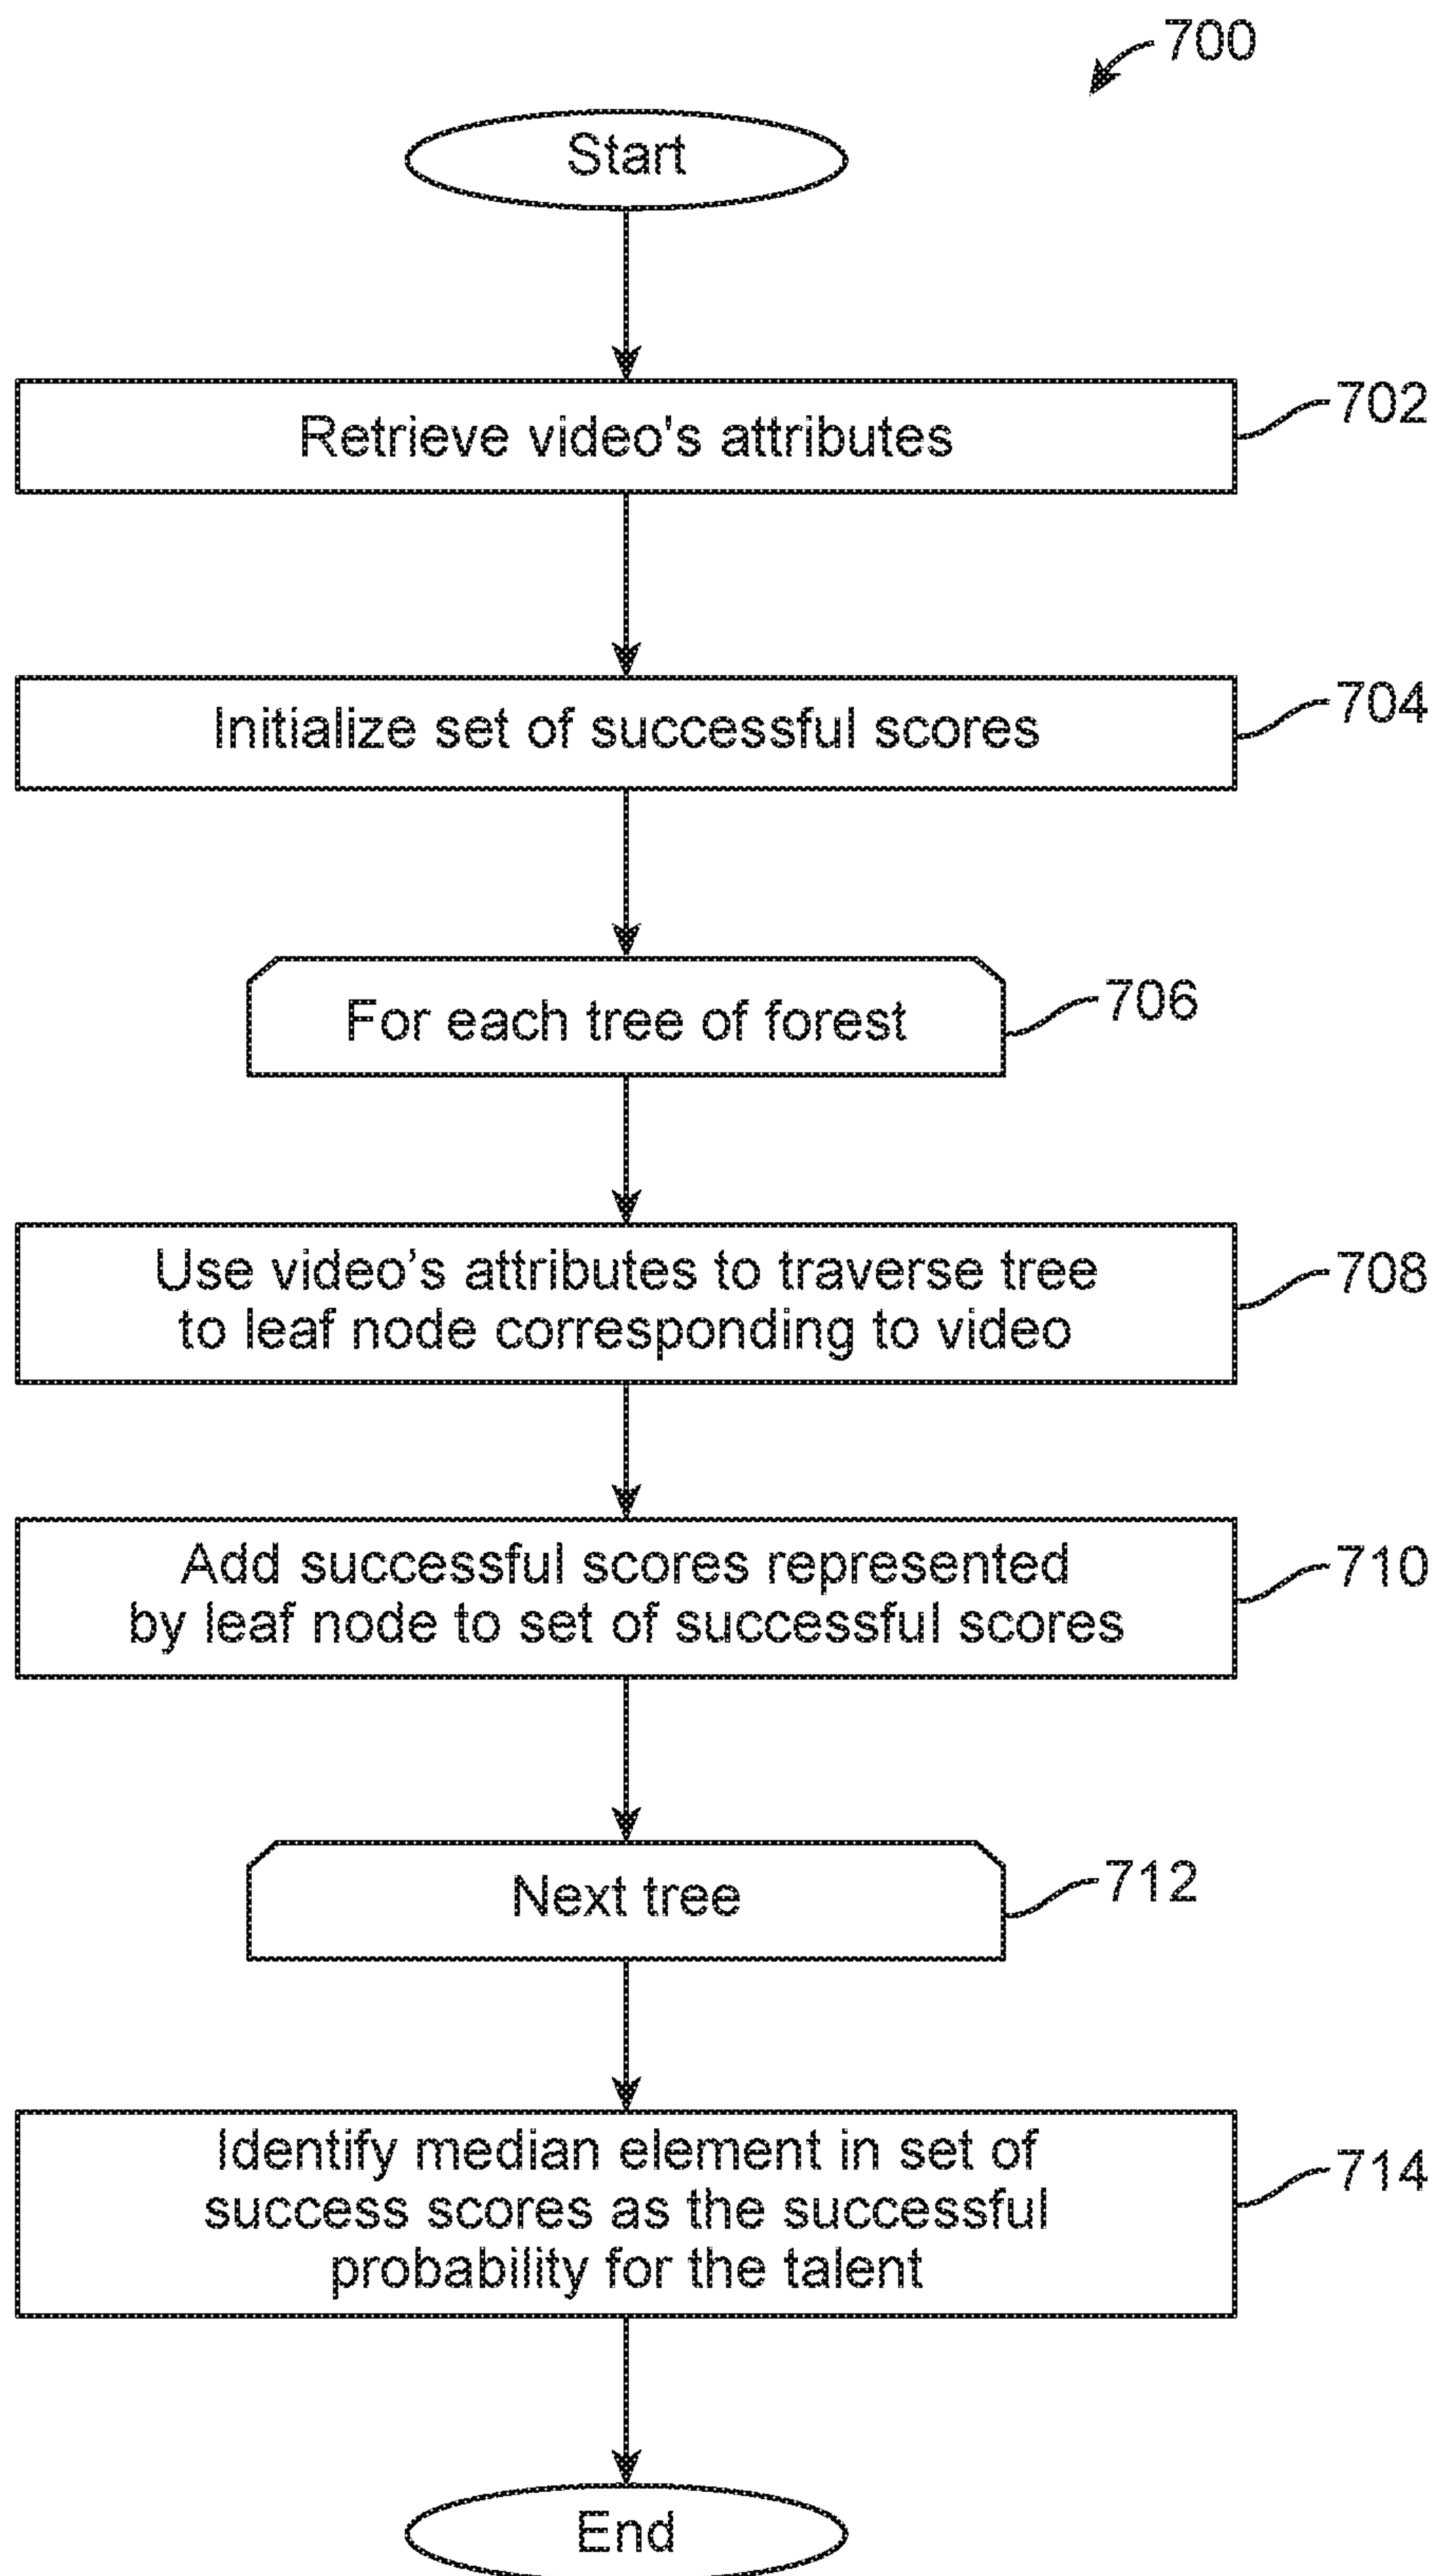 700
Start
Retrieve video's attributes
702
Initialize set of successful scores
704
For each tree of forest
706
Use video’s attributes to traverse tree
to leaf node corresponding to video
708
Add successful scores represented
by leaf node to set of successful scores
710
Next tree
712
Identify median element in set of
success scores as the successful
probability for the talent
714
End